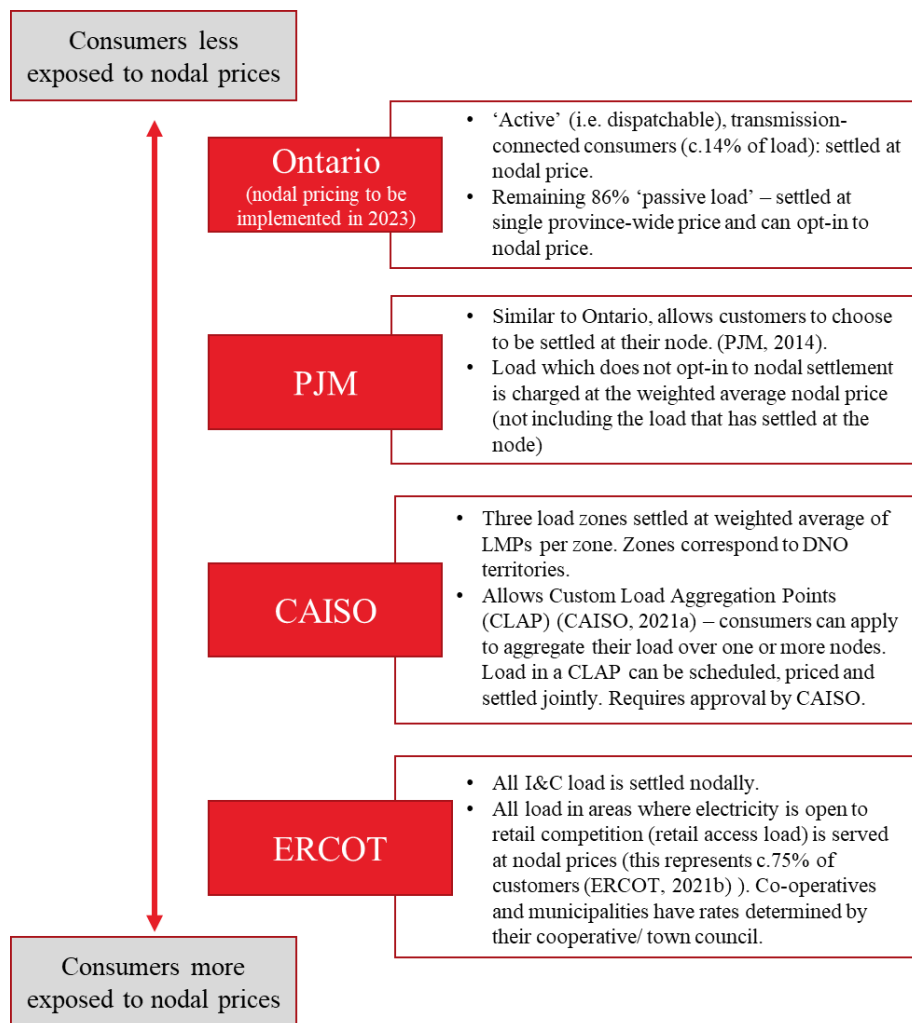 Consumers less
exposed to nodal prices
Ontario
(nodal pricing to be
implemented in 2023)
• ‘Active’ (i.e. dispatchable), transmission-
connected consumers (c.14% of load): settled at
nodal price.
• Remaining 86% ‘passive load’ – settled at
single province-wide price and can opt-in to
nodal price.
PJM
• Similar to Ontario, allows customers to choose
to be settled at their node. (PJM, 2014).
• Load which does not opt-in to nodal settlement
is charged at the weighted average nodal price
(not including the load that has settled at the
node)
CAISO
• Three load zones settled at weighted average of
LMPs per zone. Zones correspond to DNO
territories.
• Allows Custom Load Aggregation Points
(CLAP) (CAISO, 2021a) – consumers can apply
to aggregate their load over one or more nodes.
Load in a CLAP can be scheduled, priced and
settled jointly. Requires approval by CAISO.
ERCOT
• All I&C load is settled nodally.
• All load in areas where electricity is open to
retail competition (retail access load) is served
at nodal prices (this represents c.75% of
customers (ERCOT, 2021b) ). Co-operatives
and municipalities have rates determined by
their cooperative/ town council.
Consumers more
exposed to nodal prices